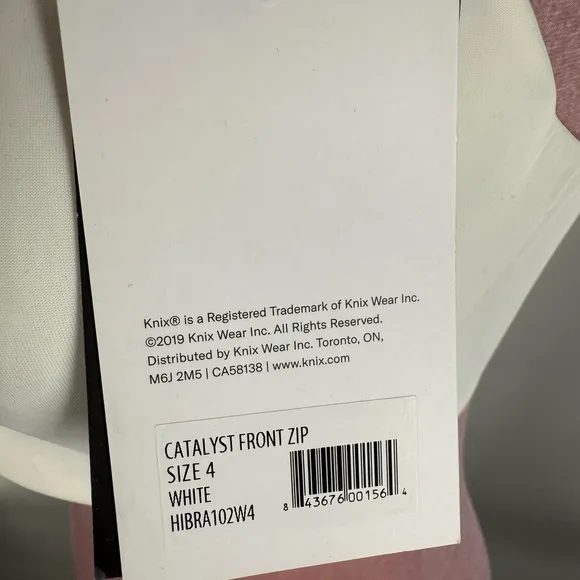 Knix® is a Registered Trademark of Knix Wear Inc.
©2019 Knix Wear Inc. All Rights Reserved.
Distributed by Knix Wear Inc. Toronto, ON,
M6J 2M5 | CA58138 | www.knix.com
CATALYST FRONT ZIP
SIZE 4
WHITE
HIBRA102W4
8 43676 00156 4